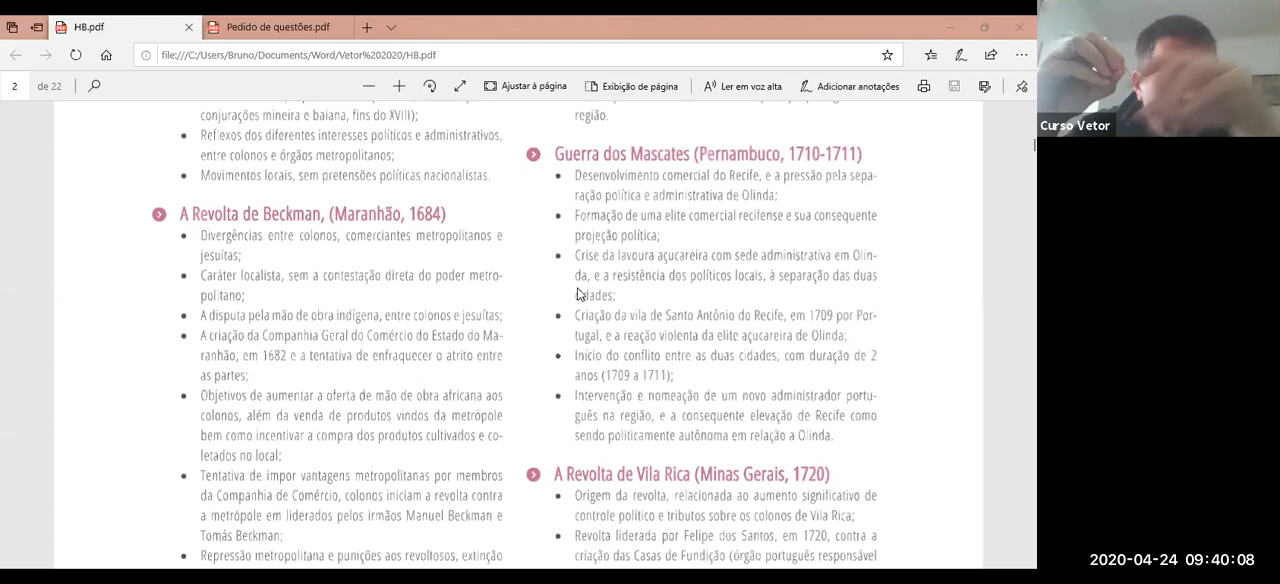 HB.pdf
Pedido de questões.pdf
file:///C:/Users/Bruno/Documents/Word/Vetor%202020/HB.pdf
2 de 22
Ajustar à página
Exibição de página
Ler em voz alta
Adicionar anotações
Curso Vetor
conjurações mineira e baiana, fins do XVIII);
Reflexos dos diferentes interesses políticos e administrativos,
entre colonos e órgãos metropolitanos;
Movimentos locais, sem pretensões políticas nacionalistas.
A Revolta de Beckman, (Maranhão, 1684)
Divergências entre colonos, comerciantes metropolitanos e
jesuítas;
Caráter localista, sem a contestação direta do poder metro-
politano;
A disputa pela mão de obra indígena, entre colonos e jesuítas;
A criação da Companhia Geral do Comércio do Estado do Ma-
ranhão, em 1682 e a tentativa de enfraquecer o atrito entre
as partes;
Objetivos de aumentar a oferta de mão de obra africana aos
colonos, além da venda de produtos vindos da metrópole
bem como incentivar a compra dos produtos cultivados e co-
letados no local;
Tentativa de impor vantagens metropolitanas por membros
da Companhia de Comércio, colonos iniciam a revolta contra
a metrópole em liderados pelos irmãos Manuel Beckman e
Tomás Beckman;
Repressão metropolitana e punições aos revoltosos, extinção
região.
Guerra dos Mascates (Pernambuco, 1710-1711)
Desenvolvimento comercial do Recife, e a pressão pela sepa-
ração política e administrativa de Olinda;
Formação de uma elite comercial recifense e sua consequente
projeção política;
Crise da lavoura açucareira com sede administrativa em Olin-
da, e a resistência dos políticos locais, à separação das duas
cidades;
Criação da vila de Santo Antônio do Recife, em 1709 por Por-
tugal, e a reação violenta da elite açucareira de Olinda;
Início do conflito entre as duas cidades, com duração de 2
anos (1709 a 1711);
Intervenção e nomeação de um novo administrador portu-
guês na região, e a consequente elevação de Recife como
sendo politicamente autônoma em relação a Olinda.
A Revolta de Vila Rica (Minas Gerais, 1720)
Origem da revolta, relacionada ao aumento significativo de
controle político e tributos sobre os colonos de Vila Rica;
Revolta liderada por Felipe dos Santos, em 1720, contra a
criação das Casas de Fundição (órgão português responsável
2020-04-24 09:40:08